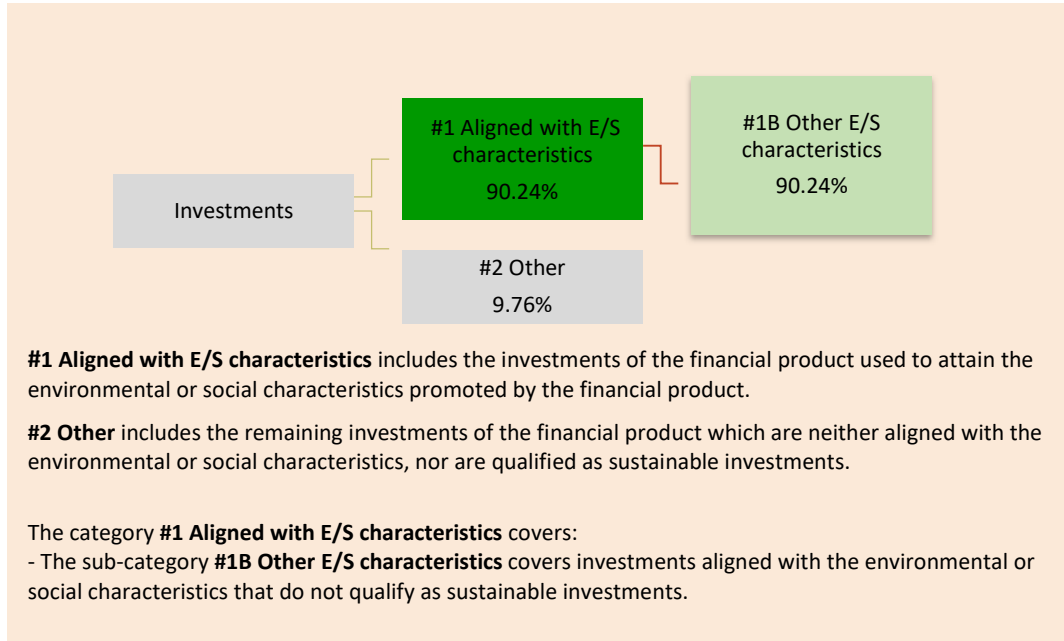 #1 Aligned with E/S
characteristics
90.24%
#1B Other E/S
characteristics
90.24%
Investments
#2 Other
9.76%
#1 Aligned with E/S characteristics includes the investments of the financial product used to attain the
environmental or social characteristics promoted by the financial product.
#2 Other includes the remaining investments of the financial product which are neither aligned with the
environmental or social characteristics, nor are qualified as sustainable investments.
The category #1 Aligned with E/S characteristics covers:
- The sub-category #1B Other E/S characteristics covers investments aligned with the environmental or
social characteristics that do not qualify as sustainable investments.